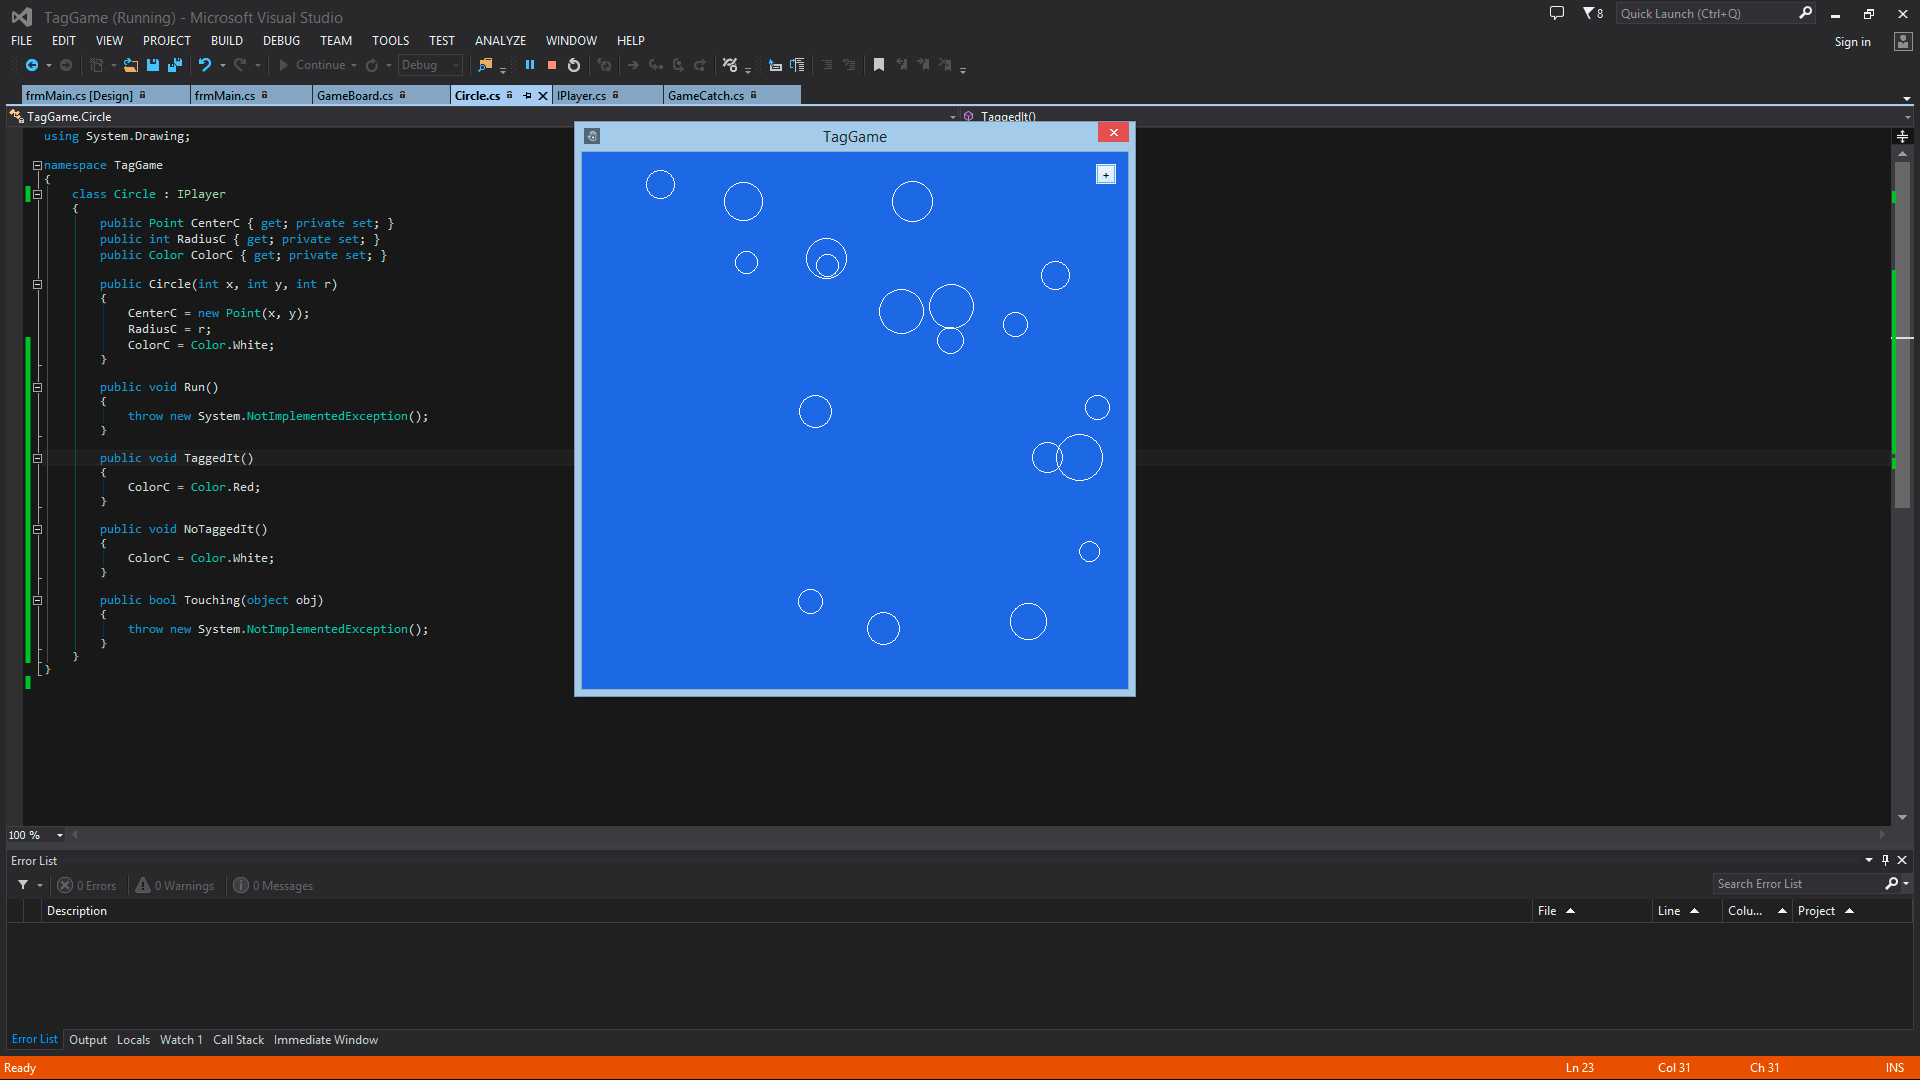 TagGame (Running) - Microsoft Visual Studio
8
Quick Launch (Ctrl+Q)
FILE EDIT VIEW PROJECT BUILD DEBUG TEAM TOOLS TEST ANALYZE WINDOW HELP
Sign in
Continue
Debug
frmMain.cs [Design] frmMain.cs GameBoard.cs Circle.cs IPlayer.cs GameCatch.cs
TagGame.Circle
TaggedIt()
using System.Drawing;
namespace TagGame
{
class Circle : IPlayer
{
public Point CenterC { get; private set; }
public int RadiusC { get; private set; }
public Color ColorC { get; private set; }
public Circle(int x, int y, int r)
{
CenterC = new Point(x, y);
RadiusC = r;
ColorC = Color.White;
}
public void Run()
{
throw new System.NotImplementedException();
}
public void TaggedIt()
{
ColorC = Color.Red;
}
public void NoTaggedIt()
{
ColorC = Color.White;
}
public bool Touching(object obj)
{
throw new System.NotImplementedException();
}
}
}
TagGame
+
100 %
Error List
0 Errors 0 Warnings 0 Messages
Search Error List
Description File Line Colu... Project
Error List Output Locals Watch 1 Call Stack Immediate Window
Ready Ln 23 Col 31 Ch 31 INS